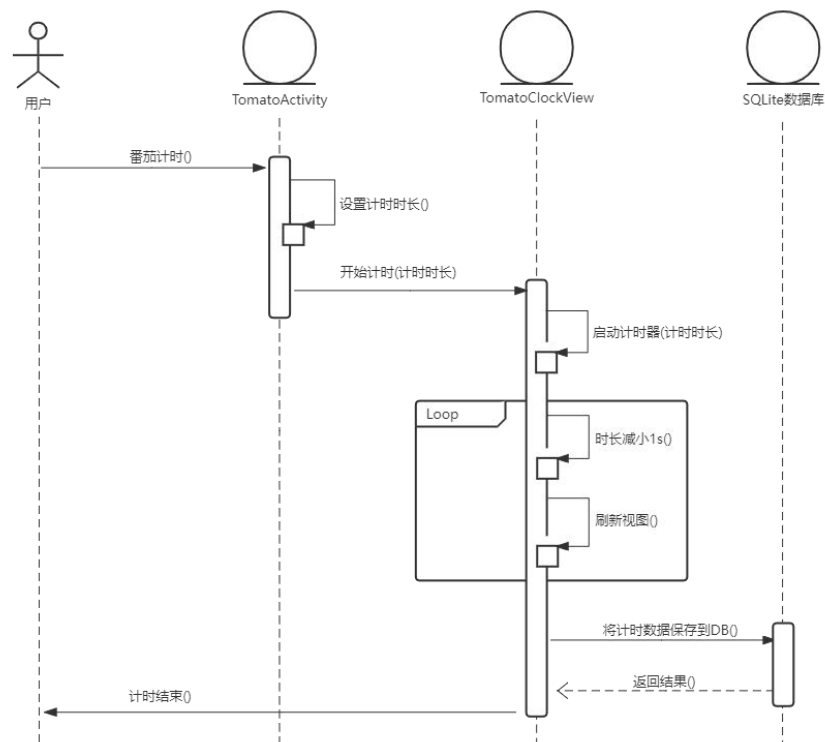 用户
TomatoActivity
TomatoClockView
SQLite数据库
番茄计时()
设置计时时长()
开始计时(计时时长)
启动计时器(计时时长)
Loop
时长减小1s()
刷新视图()
将计时数据保存到DB()
返回结果()
计时结束()